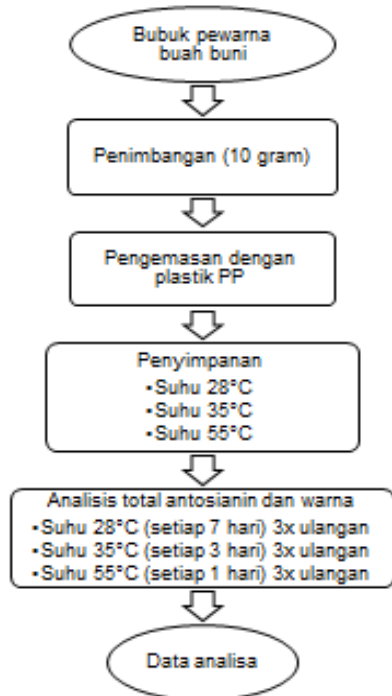 Bubuk pewarna
buah buni
Penimbangan (10 gram)
Pengemasan dengan
plastik PP
Penyimpanan
▪Suhu 28°C
▪Suhu 35°C
▪Suhu 55°C
Analisis total antosianin dan warna
▪Suhu 28°C (setiap 7 hari) 3x ulangan
▪Suhu 35°C (setiap 3 hari) 3x ulangan
▪Suhu 55°C (setiap 1 hari) 3x ulangan
Data analisa